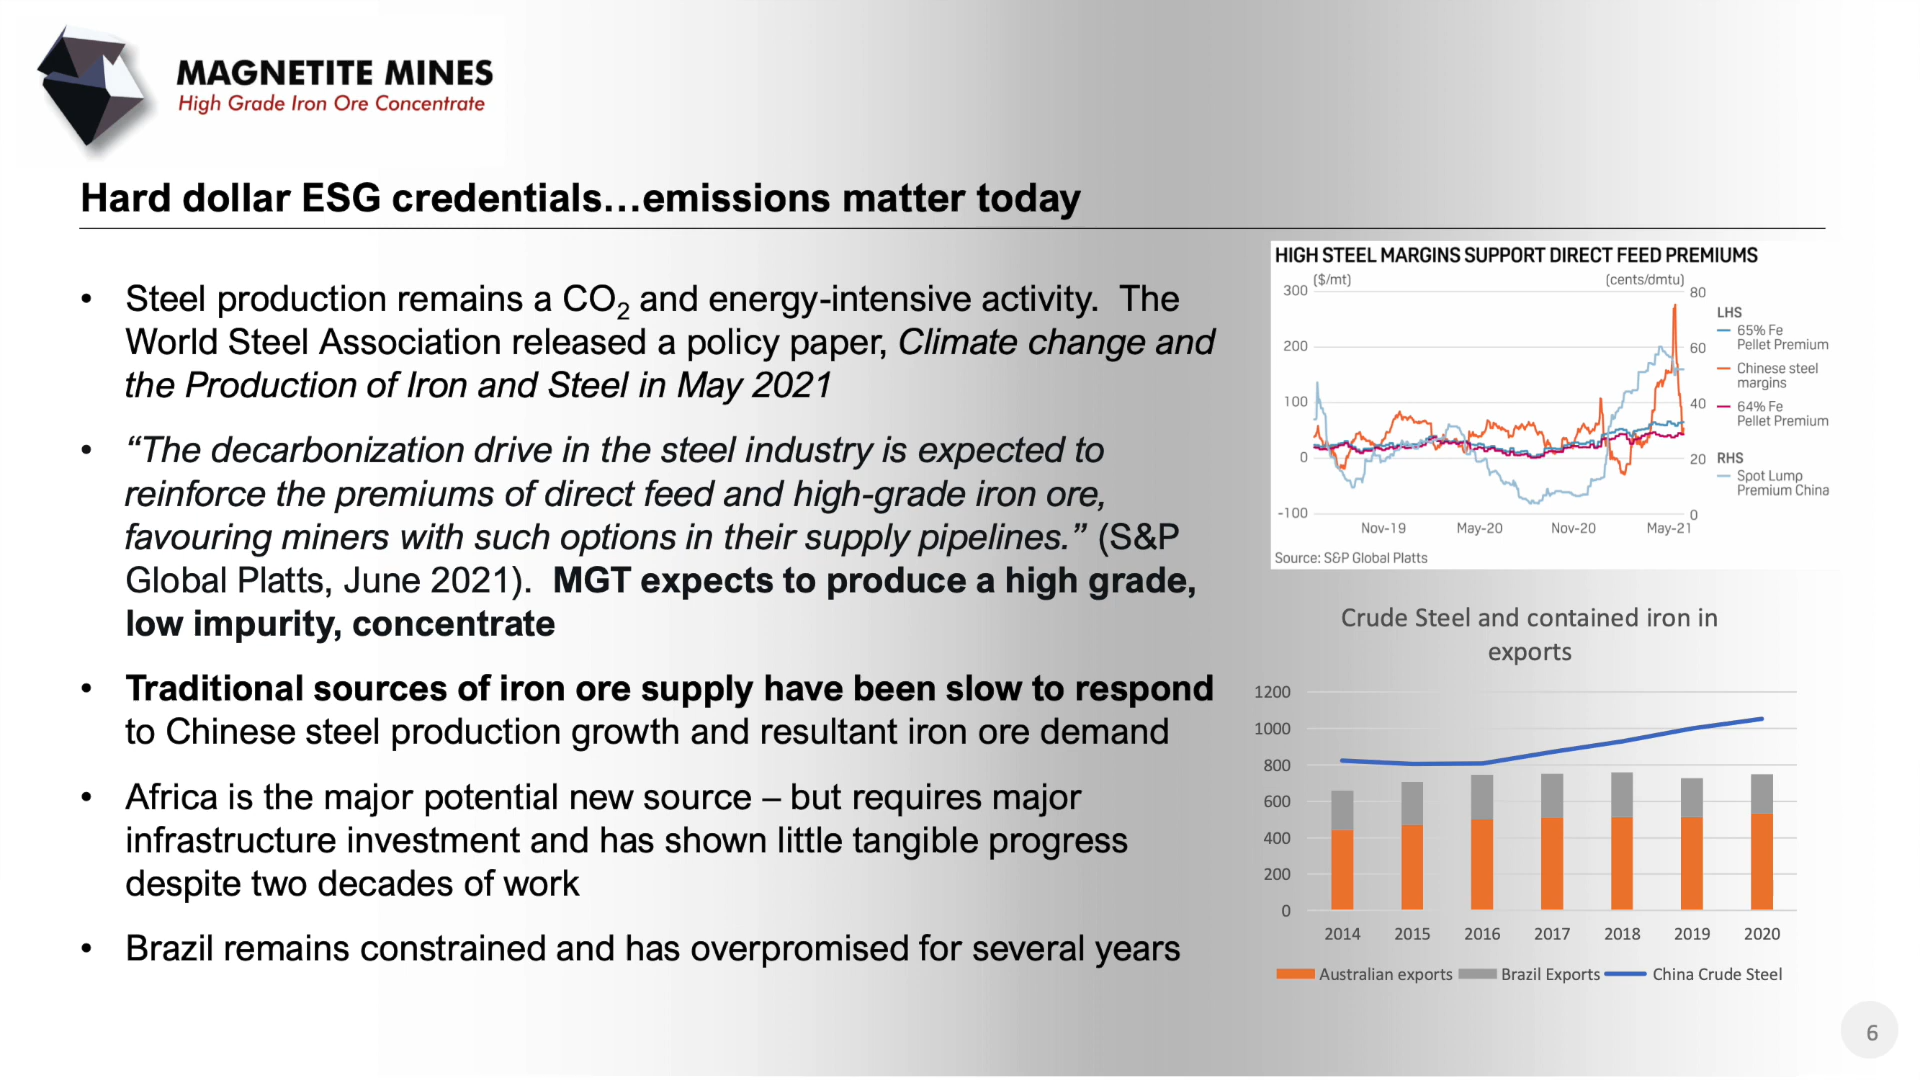 MAGNETITE MINES
High Grade Iron Ore Concentrate
Hard dollar ESG credentials…emissions matter today
• Steel production remains a CO2 and energy-intensive activity.  The
World Steel Association released a policy paper, Climate change and
the Production of Iron and Steel in May 2021
• “The decarbonization drive in the steel industry is expected to
reinforce the premiums of direct feed and high-grade iron ore,
favouring miners with such options in their supply pipelines.” (S&P
Global Platts, June 2021).  MGT expects to produce a high grade,
low impurity, concentrate
• Traditional sources of iron ore supply have been slow to respond
to Chinese steel production growth and resultant iron ore demand
• Africa is the major potential new source – but requires major
infrastructure investment and has shown little tangible progress
despite two decades of work
• Brazil remains constrained and has overpromised for several years
HIGH STEEL MARGINS SUPPORT DIRECT FEED PREMIUMS
($/mt) (cents/dmtu)
300 80
200 60
100 40
0 20
-100 0
Nov-19 May-20 Nov-20 May-21
LHS
65% Fe
Pellet Premium
Chinese steel
margins
64% Fe
Pellet Premium
RHS
Spot Lump
Premium China
Source: S&P Global Platts
Crude Steel and contained iron in
exports
1200
1000
800
600
400
200
0
2014 2015 2016 2017 2018 2019 2020
Australian exports Brazil Exports China Crude Steel
6